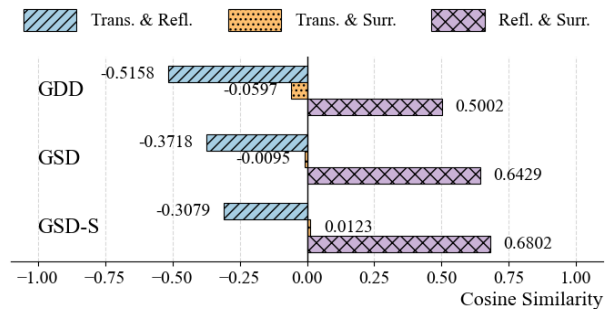 Trans. & Refl. Trans. & Surr. Refl. & Surr.
-0.5158
GDD -0.0597
0.5002
-0.3718
GSD -0.0095
0.6429
-0.3079
GSD-S 0.0123
0.6802
−1.00 −0.75 −0.50 −0.25 0.00 0.25 0.50 0.75 1.00
Cosine Similarity